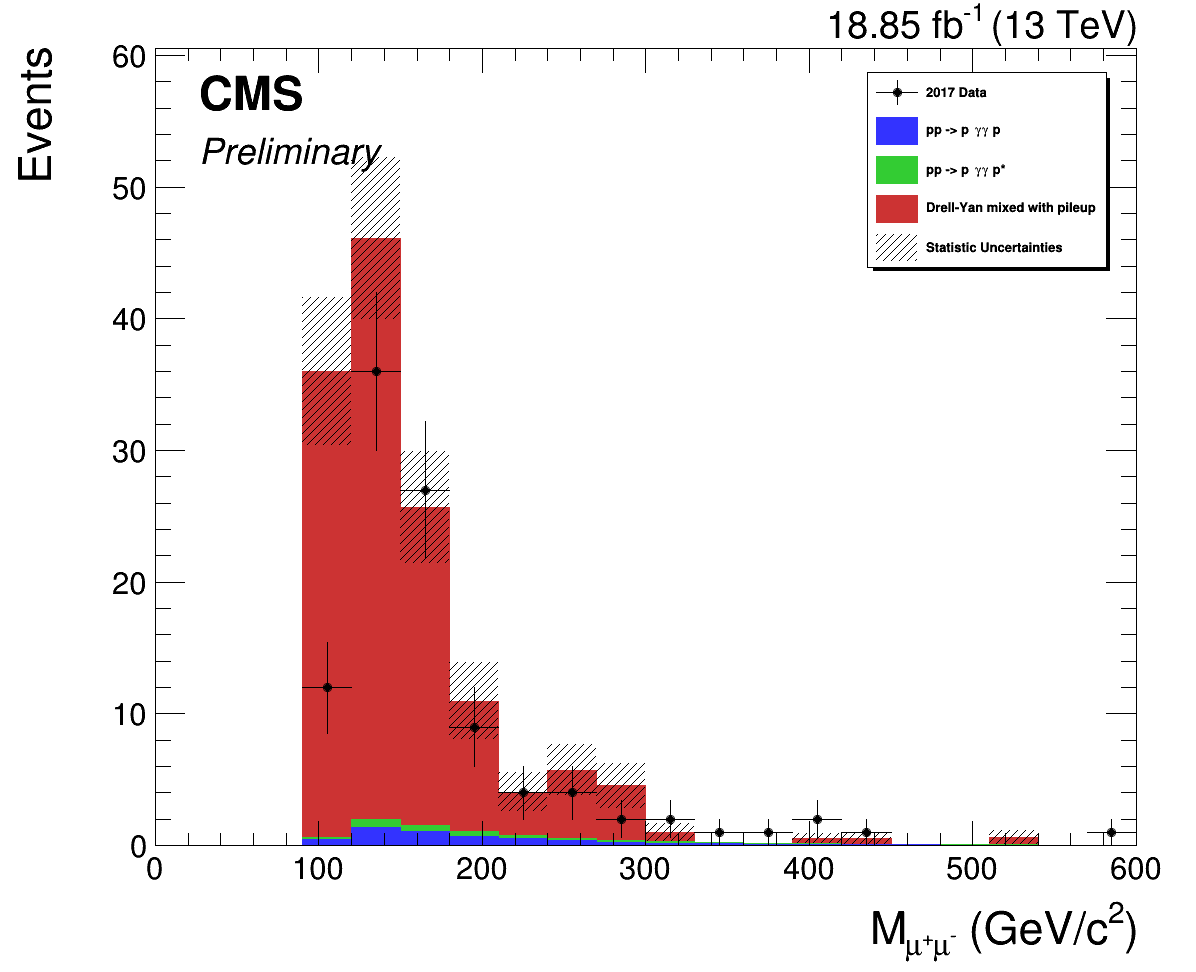 18.85 fb⁻¹ (13 TeV)
Events
CMS
Preliminary
2017 Data
pp -> p γγ p
pp -> p γγ p*
Drell-Yan mixed with pileup
Statistic Uncertainties
60
50
40
30
20
10
0
0 100 200 300 400 500 600
M_μ⁺μ⁻ (GeV/c²)